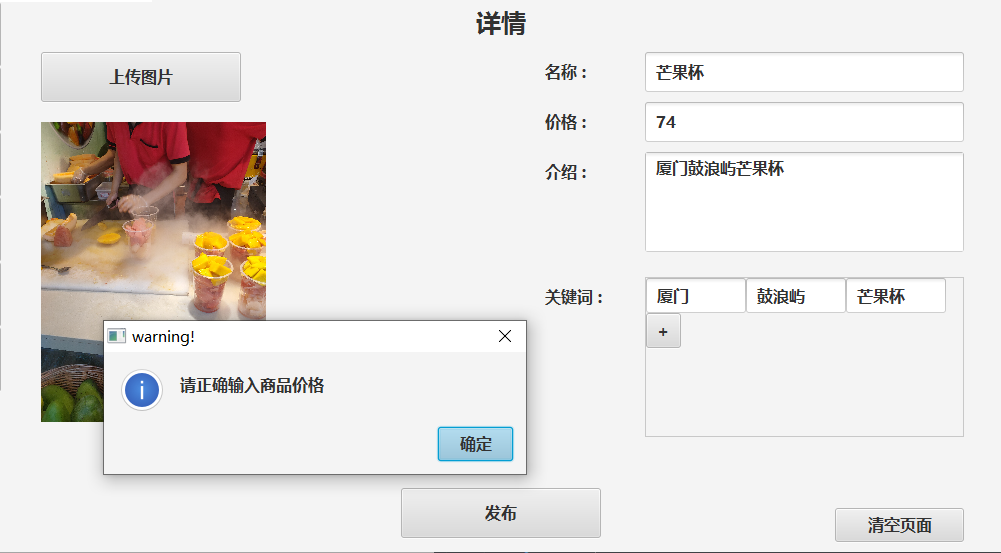 详情
上传图片
名称：
芒果杯
价格：
74
介绍：
厦门鼓浪屿芒果杯
关键词：
厦门
鼓浪屿
芒果杯
+
warning!
请正确输入商品价格
确定
发布
清空页面